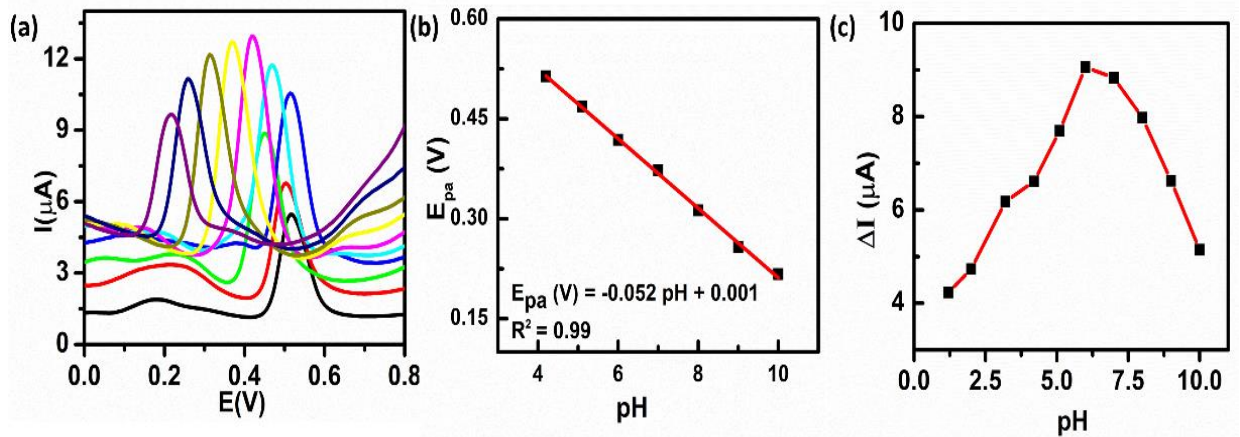 (a)
12
9
6
3
0
I(µA)
0.0 0.2 0.4 0.6 0.8
E(V)
(b)
0.60
0.45
0.30
0.15
Epa (V)
Epa (V) = -0.052 pH + 0.001
R² = 0.99
4 6 8 10
pH
(c)
10
8
6
4
ΔI (µA)
0.0 2.5 5.0 7.5 10.0
pH